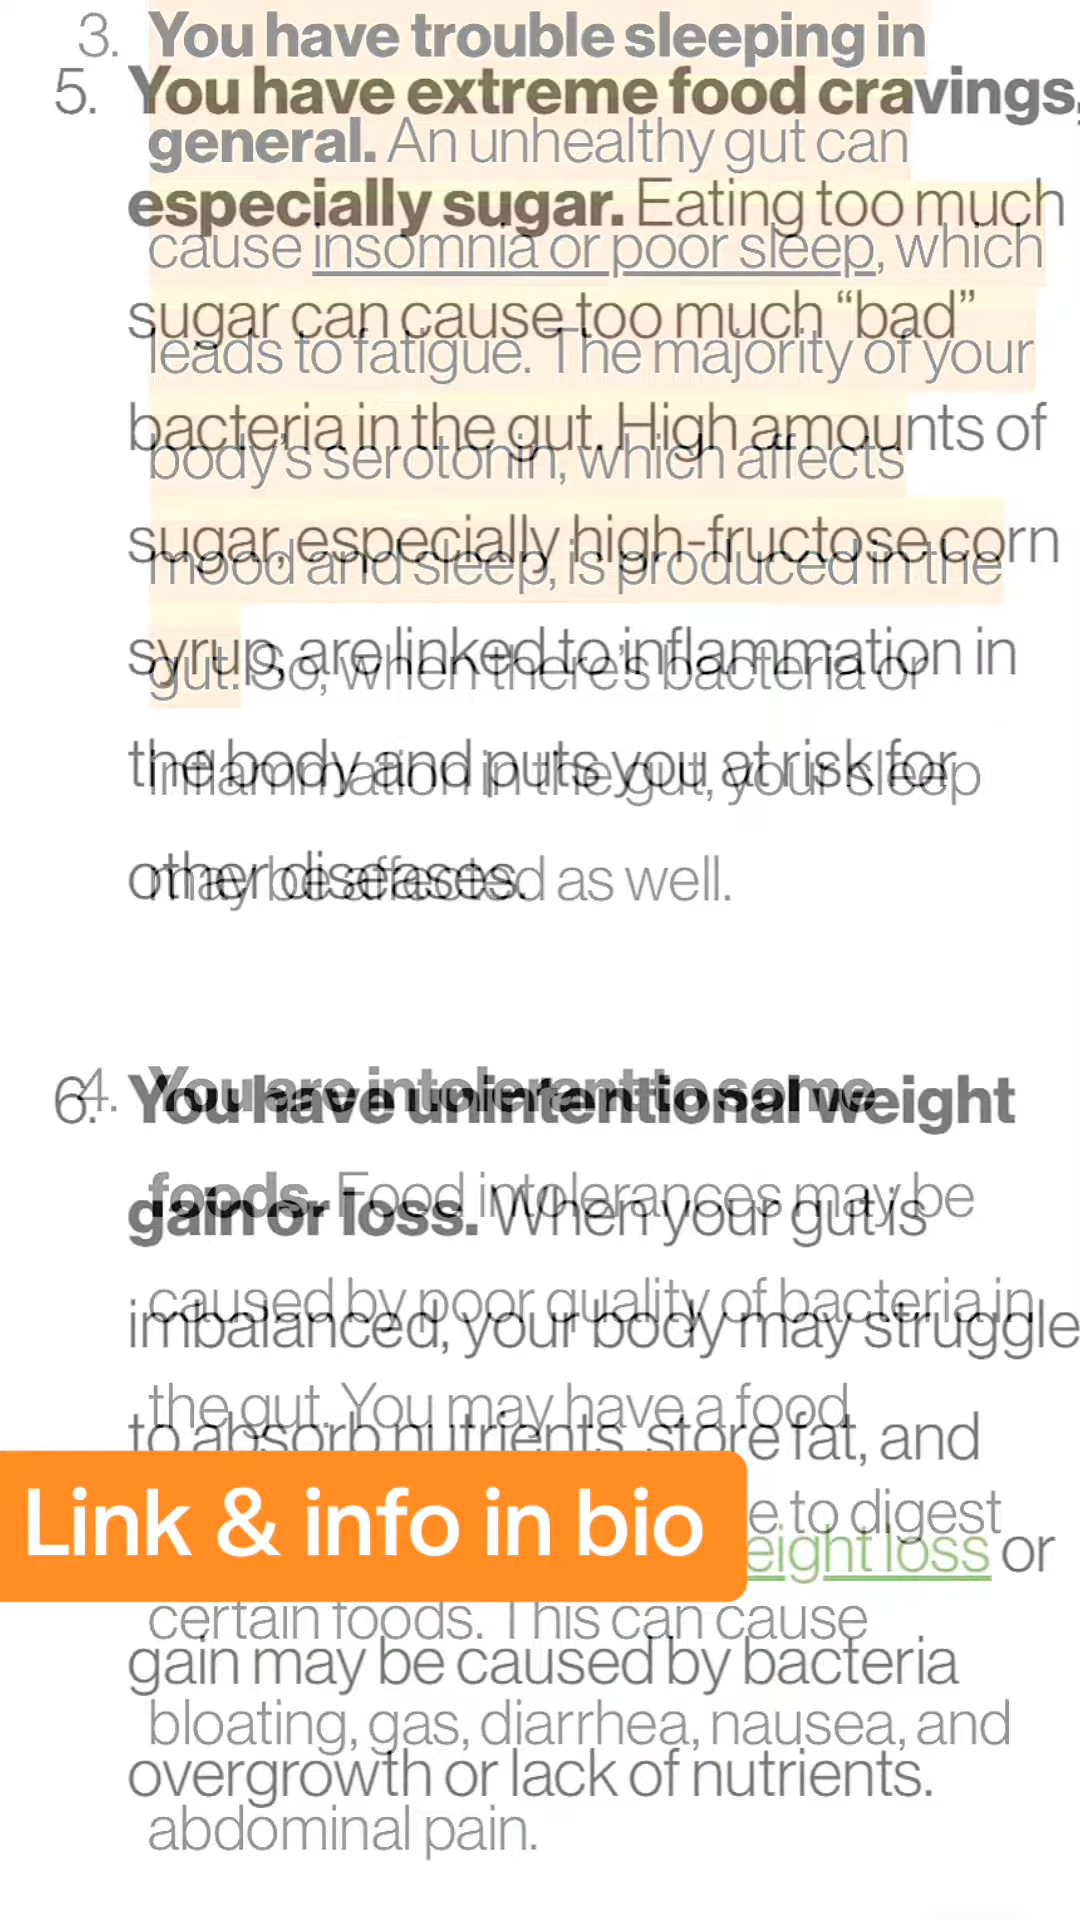 3. You have trouble sleeping in
general. An unhealthy gut can
cause insomnia or poor sleep, which
leads to fatigue. The majority of your
body's serotonin, which affects
mood and sleep, is produced in the
gut. So, when there's bacteria or
inflammation in the gut, your sleep
may be affected as well.
4. You are intolerant to some
foods. Food intolerances may be
caused by poor quality of bacteria in
the gut. You may have a food
e to digest
certain foods. This can cause
bloating, gas, diarrhea, nausea, and
abdominal pain.
5. You have extreme food cravings,
especially sugar. Eating too much
sugar can cause too much “bad”
bacteria in the gut. High amounts of
sugar, especially high-fructose corn
syrup, are linked to inflammation in
the body and puts you at risk for
other diseases.
6. You have unintentional weight
gain or loss. When your gut is
imbalanced, your body may struggle
to absorb nutrients, store fat, and
eight loss or
gain may be caused by bacteria
overgrowth or lack of nutrients.
Link & info in bio